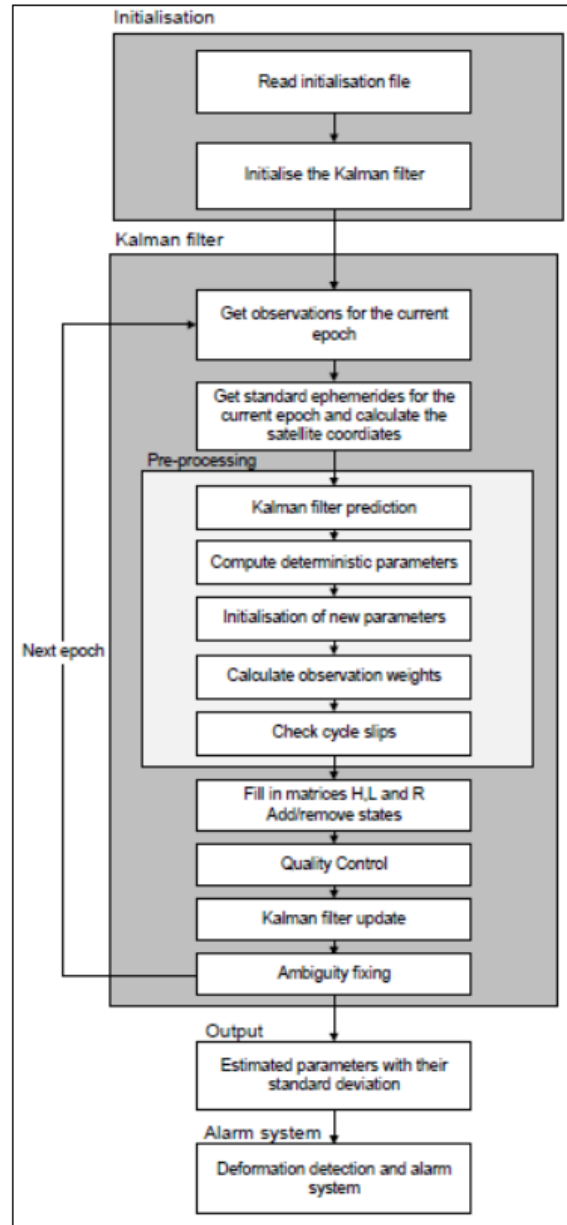 Initialisation
Read initialisation file
Initialise the Kalman filter
Kalman filter
Get observations for the current
epoch
Get standard ephemerides for the
current epoch and calculate the
satellite coordiates
Pre-processing
Kalman filter prediction
Compute deterministic parameters
Initialisation of new parameters
Next epoch
Calculate observation weights
Check cycle slips
Fill in matrices H,L and R
Add/remove states
Quality Control
Kalman filter update
Ambiguity fixing
Output
Estimated parameters with their
standard deviation
Alarm system
Deformation detection and alarm
system